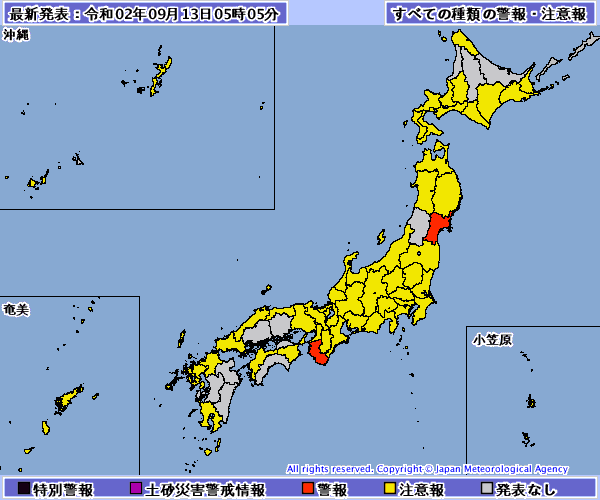 最新発表：令和02年09月13日05時05分
すべての種類の警報・注意報
沖縄
奄美
小笠原
All rights reserved. Copyright © Japan Meteorological Agency
特別警報 土砂災害警戒情報 警報 注意報 発表なし